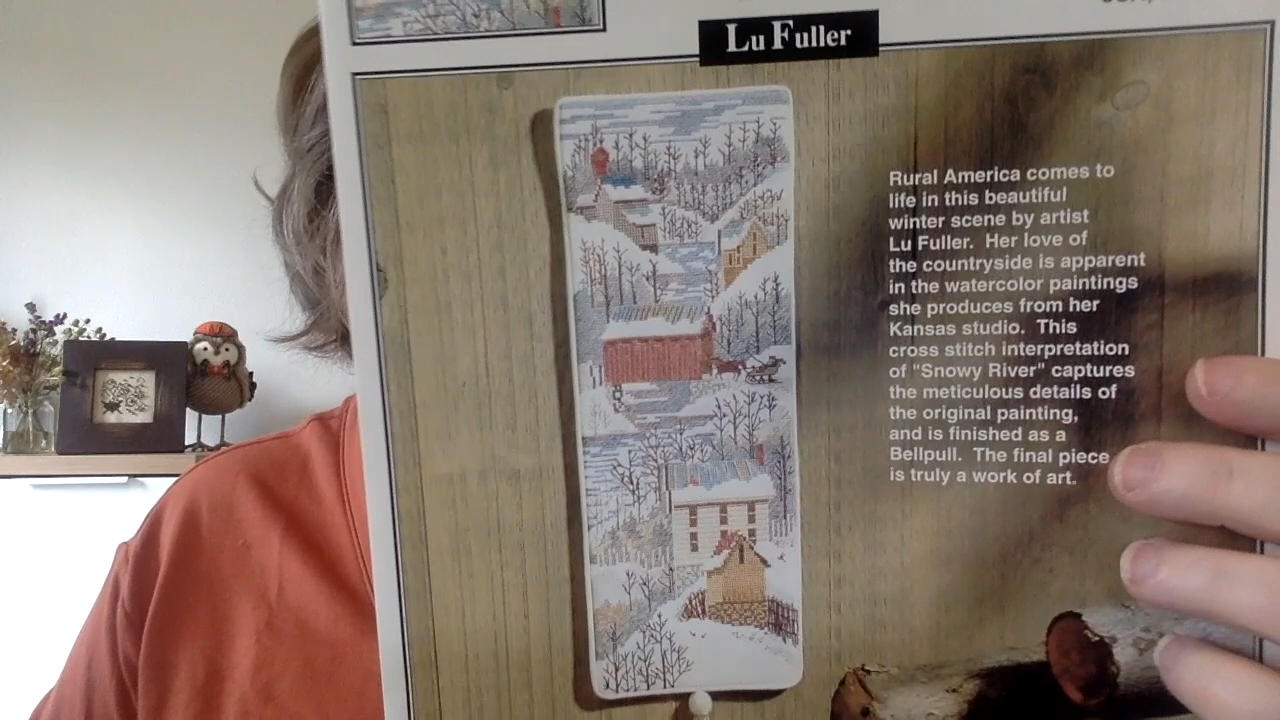 Lu Fuller
Rural America comes to
life in this beautiful
winter scene by artist
Lu Fuller. Her love of
the countryside is apparent
in the watercolor paintings
she produces from her
Kansas studio. This
cross stitch interpretation
of "Snowy River" captures
the meticulous details of
the original painting,
and is finished as a
Bellpull. The final piece
is truly a work of art.